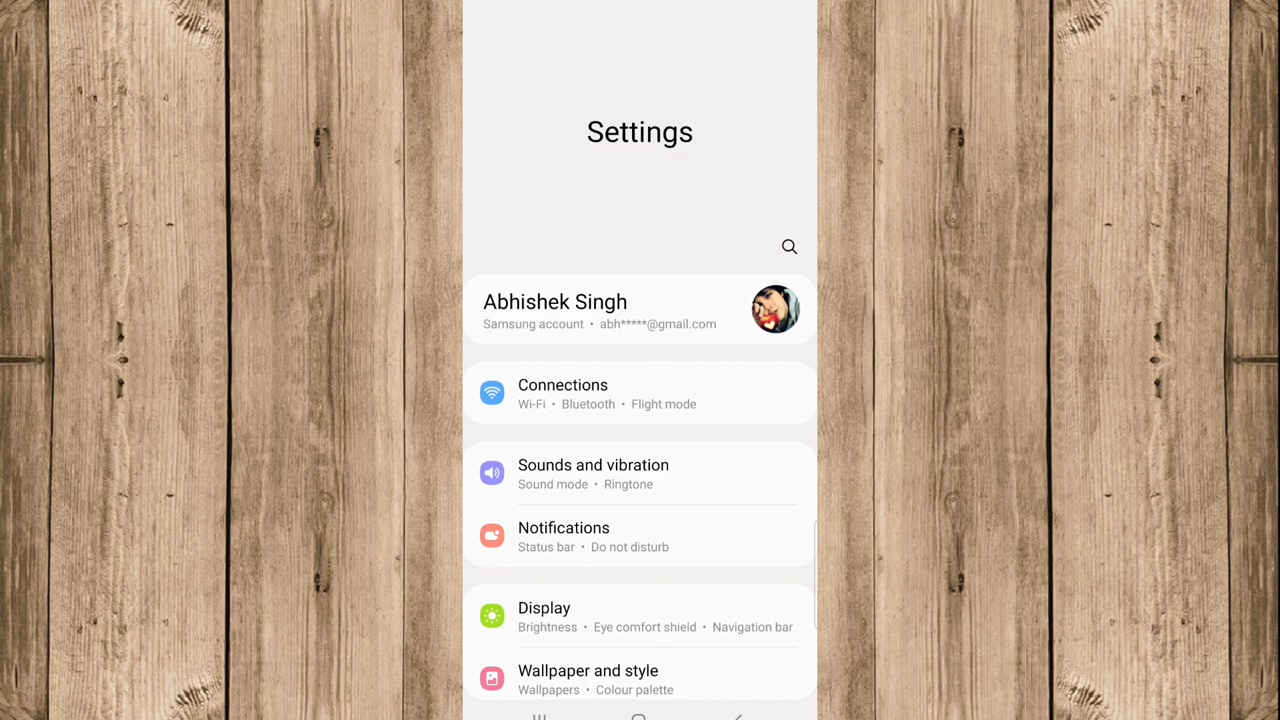 Settings
Abhishek Singh
Samsung account • abh*****@gmail.com
Connections
Wi-Fi • Bluetooth • Flight mode
Sounds and vibration
Sound mode • Ringtone
Notifications
Status bar • Do not disturb
Display
Brightness • Eye comfort shield • Navigation bar
Wallpaper and style
Wallpapers • Colour palette